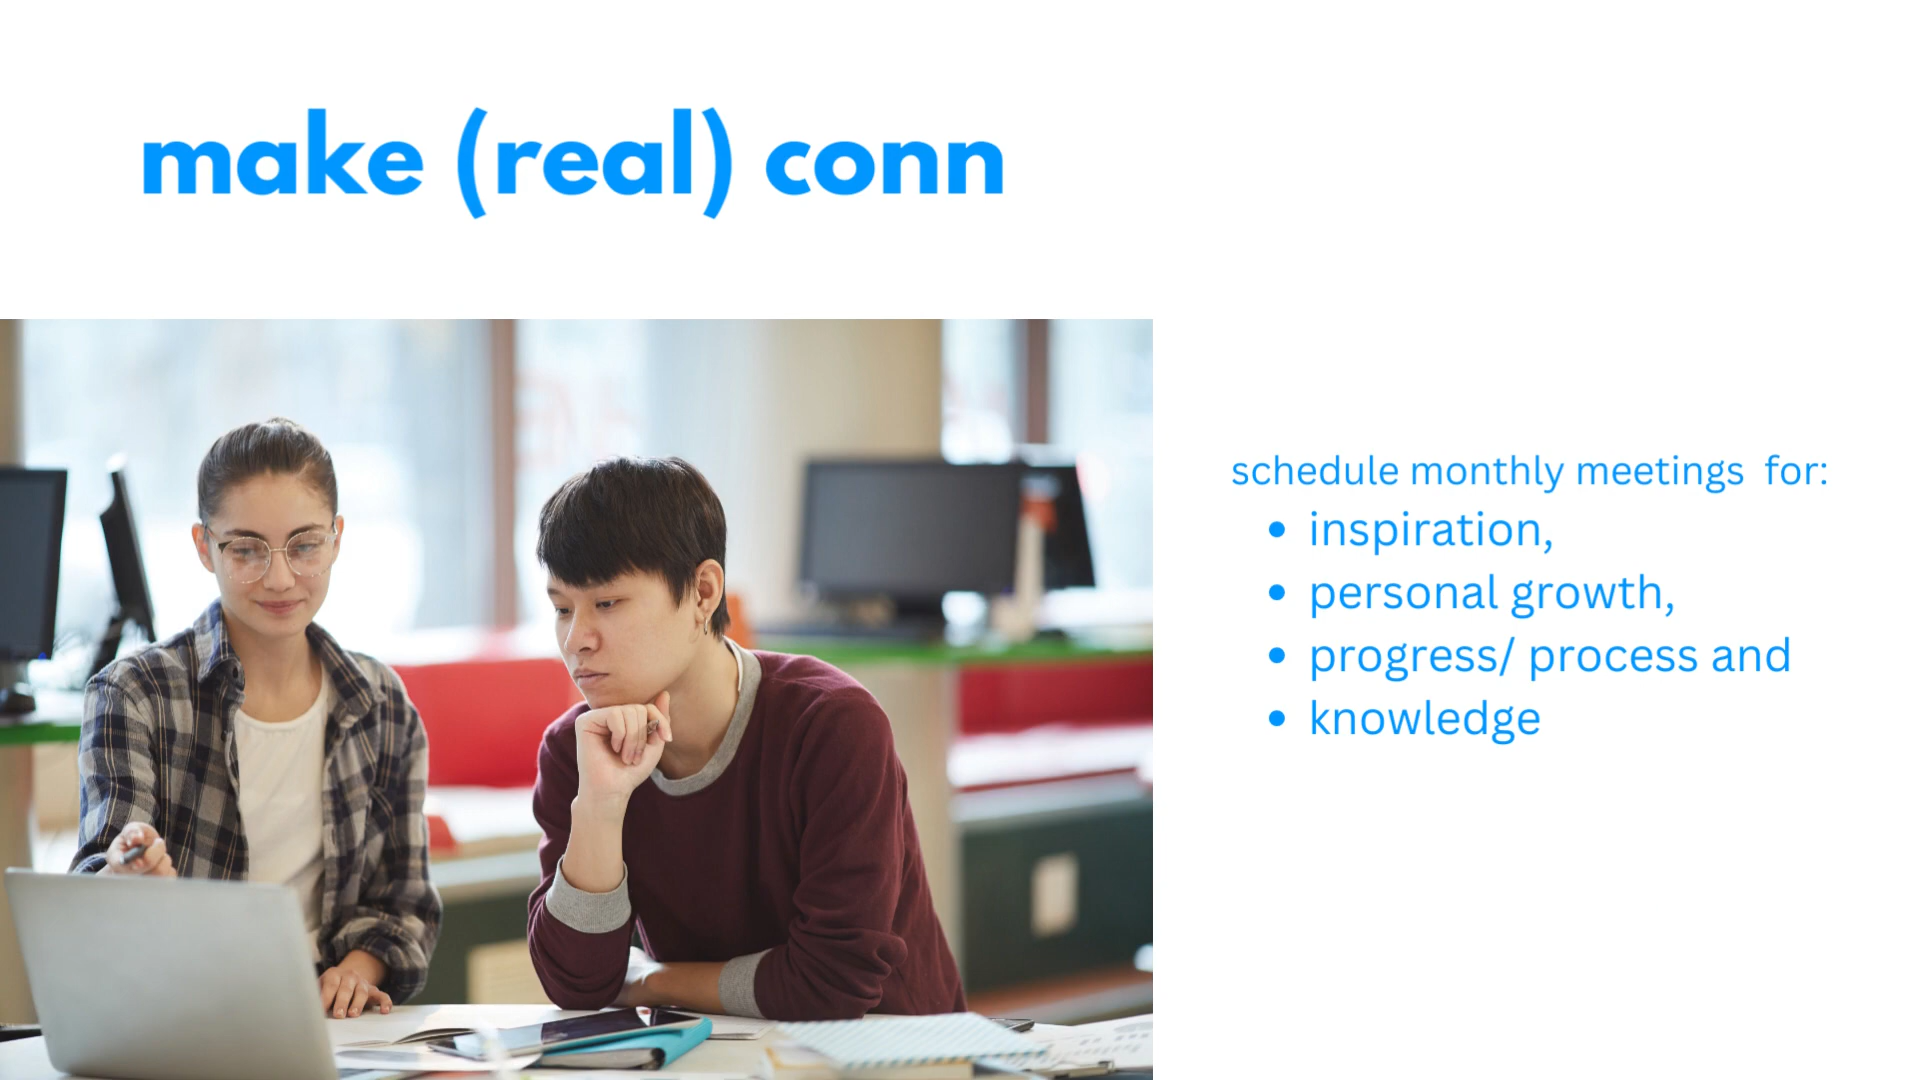 make (real) conn
schedule monthly meetings  for:
• inspiration,
• personal growth,
• progress/ process and
• knowledge